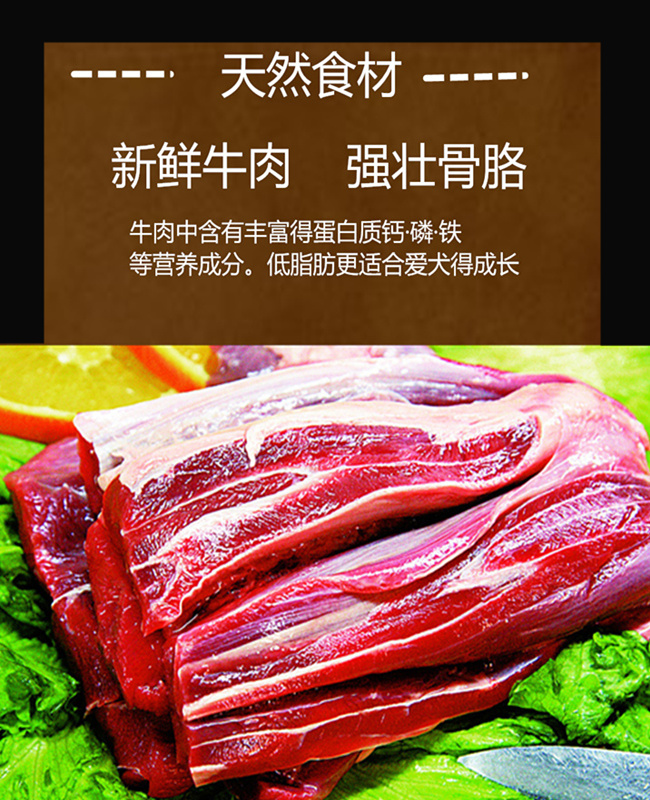 天然食材
新鲜牛肉 强壮骨胳
牛肉中含有丰富得蛋白质钙·磷·铁
等营养成分。低脂肪更适合爱犬得成长